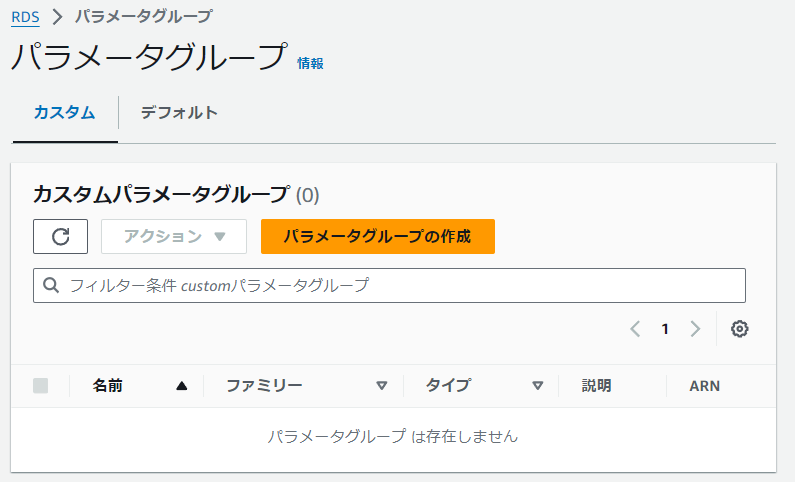 RDS > パラメータグループ
パラメータグループ 情報
カスタム デフォルト
カスタムパラメータグループ (0)
アクション パラメータグループの作成
フィルター条件 customパラメータグループ
1
名前 ファミリー タイプ 説明 ARN
パラメータグループ は存在しません